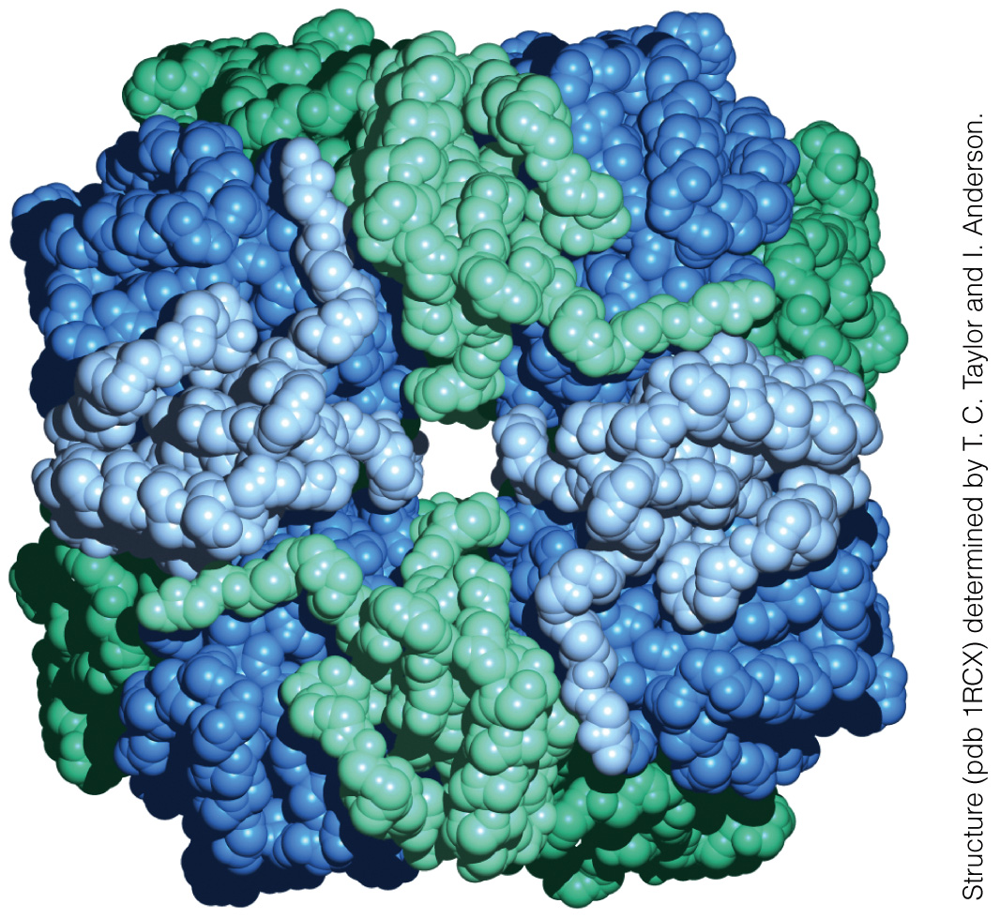 Structure (pdb 1RCX) determined by T. C. Taylor and I. Anderson.